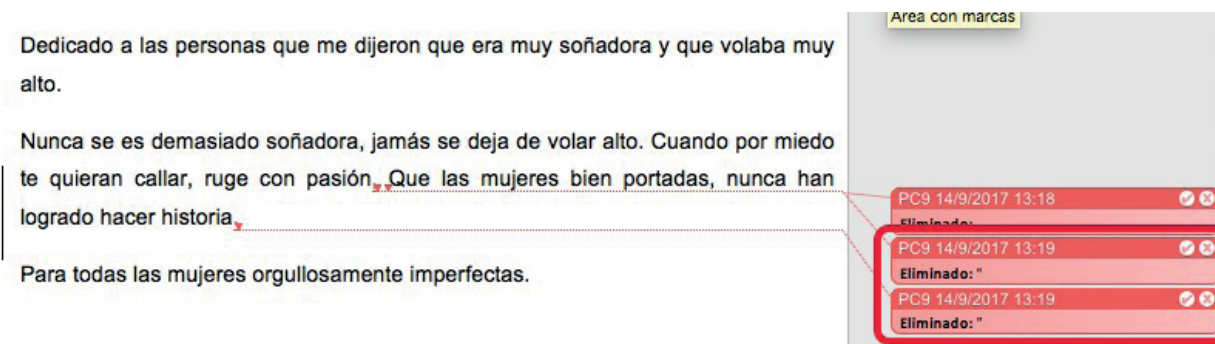 Área con marcas
Dedicado a las personas que me dijeron que era muy soñadora y que volaba muy
alto.
Nunca se es demasiado soñadora, jamás se deja de volar alto. Cuando por miedo
te quieran callar, ruge con pasión. Que las mujeres bien portadas, nunca han
logrado hacer historia.
Para todas las mujeres orgullosamente imperfectas.
PC9 14/9/2017 13:18
Eliminado:
PC9 14/9/2017 13:19
Eliminado: "
PC9 14/9/2017 13:19
Eliminado: "